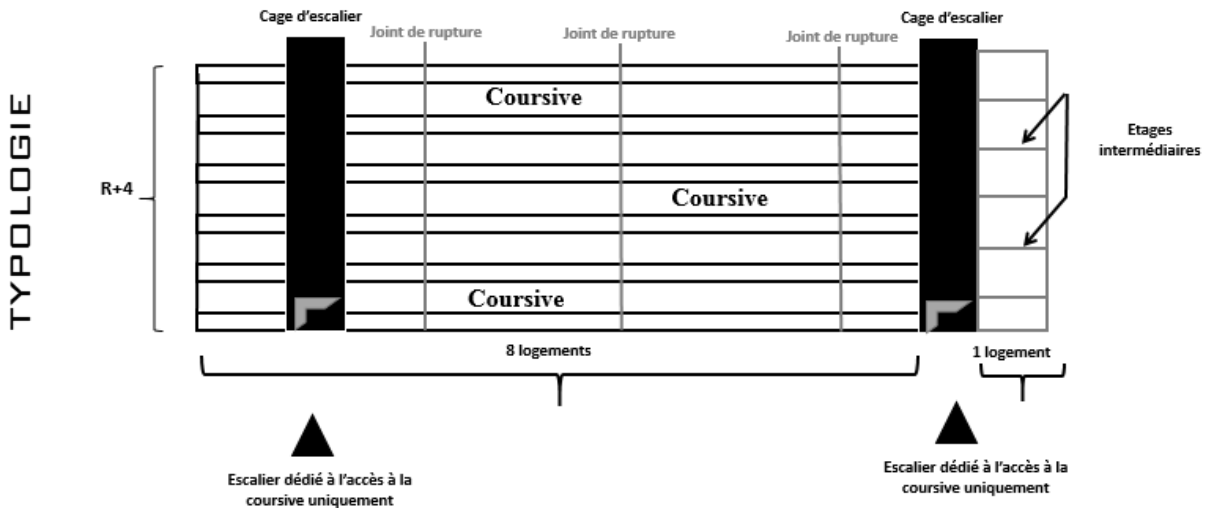 TYPOLOGIE
Cage d'escalier
Cage d'escalier
Joint de rupture
Joint de rupture
Joint de rupture
Coursive
R+4
Coursive
Coursive
Etages
intermédiaires
8 logements
1 logement
Escalier dédié à l'accès à la
coursive uniquement
Escalier dédié à l'accès à la
coursive uniquement